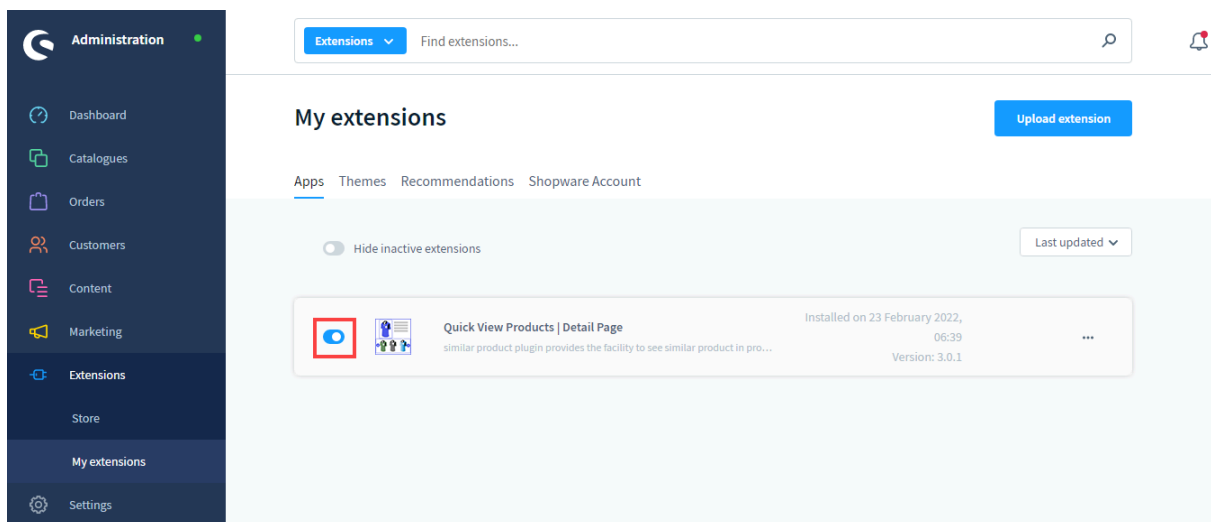 Administration
Extensions
Find extensions...
Dashboard
Catalogues
Orders
Customers
Content
Marketing
Extensions
Store
My extensions
Settings
My extensions
Upload extension
Apps Themes Recommendations Shopware Account
Hide inactive extensions
Last updated
Quick View Products | Detail Page
similar product plugin provides the facility to see similar product in pro...
Installed on 23 February 2022,
06:39
Version: 3.0.1